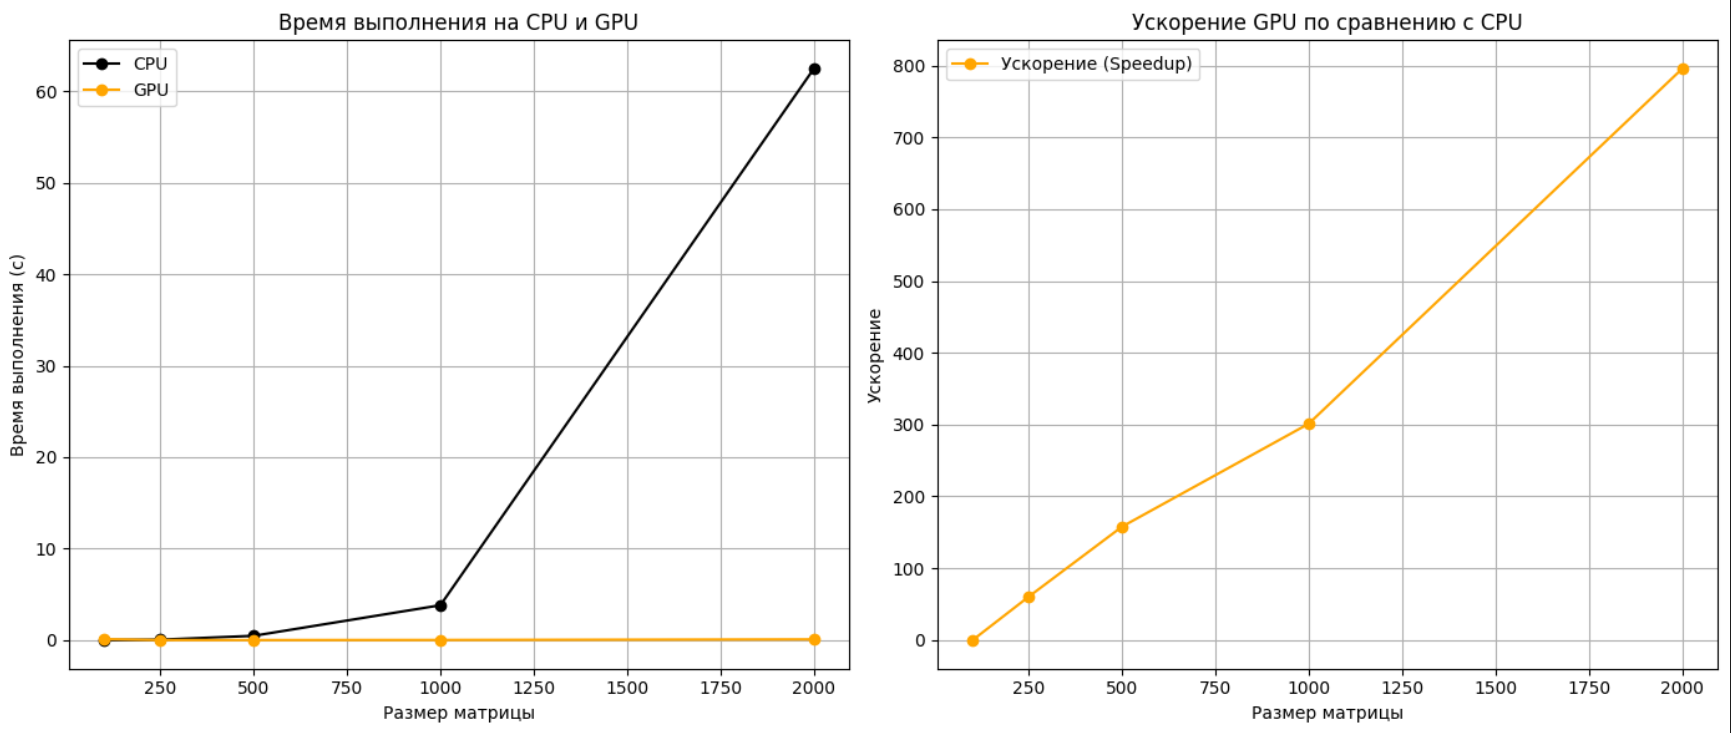 Время выполнения на CPU и GPU
CPU
GPU
Время выполнения (с)
60
50
40
30
20
10
0
250 500 750 1000 1250 1500 1750 2000
Размер матрицы
Ускорение GPU по сравнению с CPU
Ускорение (Speedup)
Ускорение
800
700
600
500
400
300
200
100
0
250 500 750 1000 1250 1500 1750 2000
Размер матрицы